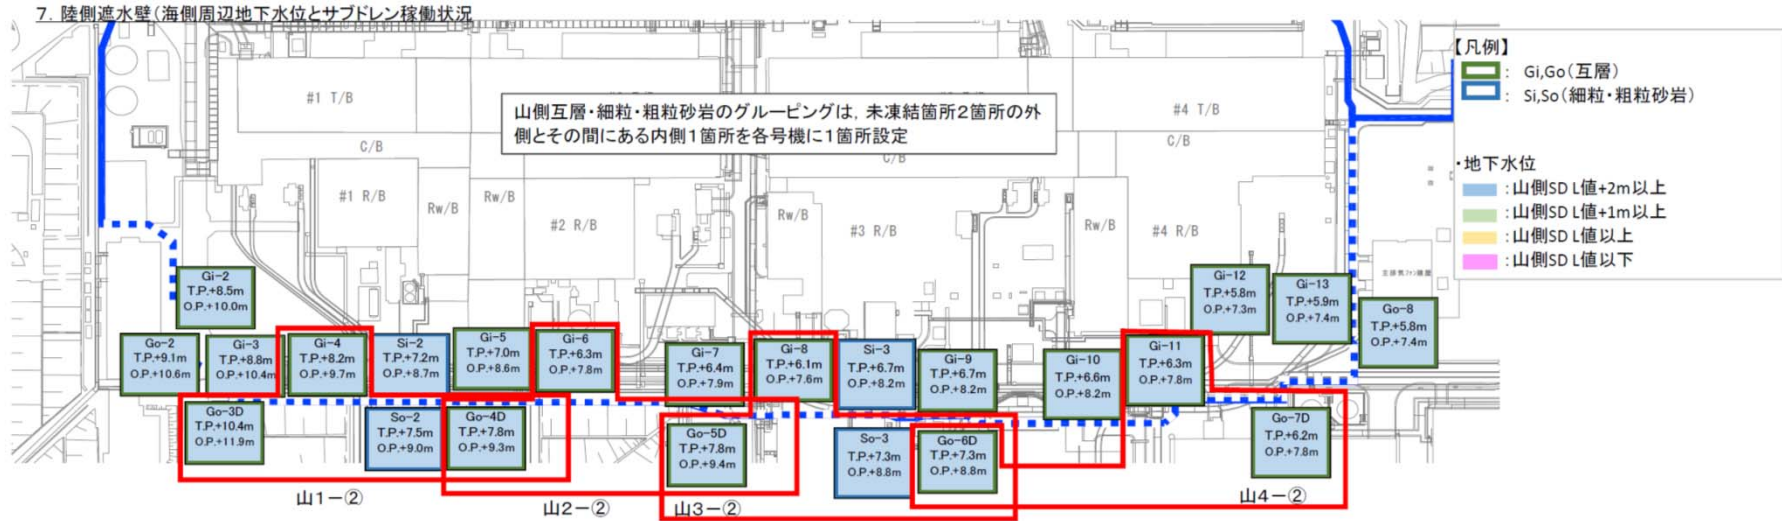 7. 陸側遮水壁(海側周辺地下水位とサブドレン稼働状況
【凡例】
: Gi,Go(互層)
: Si,So(細粒・粗粒砂岩)
・地下水位
:山側SD L値+2m以上
:山側SD L値+1m以上
:山側SD L値以上
:山側SD L値以下
#1 T/B
#4 T/B
山側互層・細粒・粗粒砂岩のグルーピングは, 未凍結箇所2箇所の外
側とその間にある内側1箇所を各号機に1箇所設定
C/B
C/B
C/B
#1 R/B
Rw/B
Rw/B
#2 R/B
Rw/B
#3 R/B
Rw/B
#4 R/B
主排気ファン機器
Gi-2
T.P.+8.5m
O.P.+10.0m
Gi-12
T.P.+5.8m
O.P.+7.3m
Gi-13
T.P.+5.9m
O.P.+7.4m
Go-8
T.P.+5.8m
O.P.+7.4m
Go-2
T.P.+9.1m
O.P.+10.6m
Gi-3
T.P.+8.8m
O.P.+10.4m
Gi-4
T.P.+8.2m
O.P.+9.7m
Si-2
T.P.+7.2m
O.P.+8.7m
Gi-5
T.P.+7.0m
O.P.+8.6m
Gi-6
T.P.+6.3m
O.P.+7.8m
Gi-7
T.P.+6.4m
O.P.+7.9m
Gi-8
T.P.+6.1m
O.P.+7.6m
Si-3
T.P.+6.7m
O.P.+8.2m
Gi-9
T.P.+6.7m
O.P.+8.2m
Gi-10
T.P.+6.6m
O.P.+8.2m
Gi-11
T.P.+6.3m
O.P.+7.8m
Go-3D
T.P.+10.4m
O.P.+11.9m
So-2
T.P.+7.5m
O.P.+9.0m
Go-4D
T.P.+7.8m
O.P.+9.3m
Go-5D
T.P.+7.8m
O.P.+9.4m
So-3
T.P.+7.3m
O.P.+8.8m
Go-6D
T.P.+7.3m
O.P.+8.8m
Go-7D
T.P.+6.2m
O.P.+7.8m
山1-②
山2-②
山3-②
山4-②